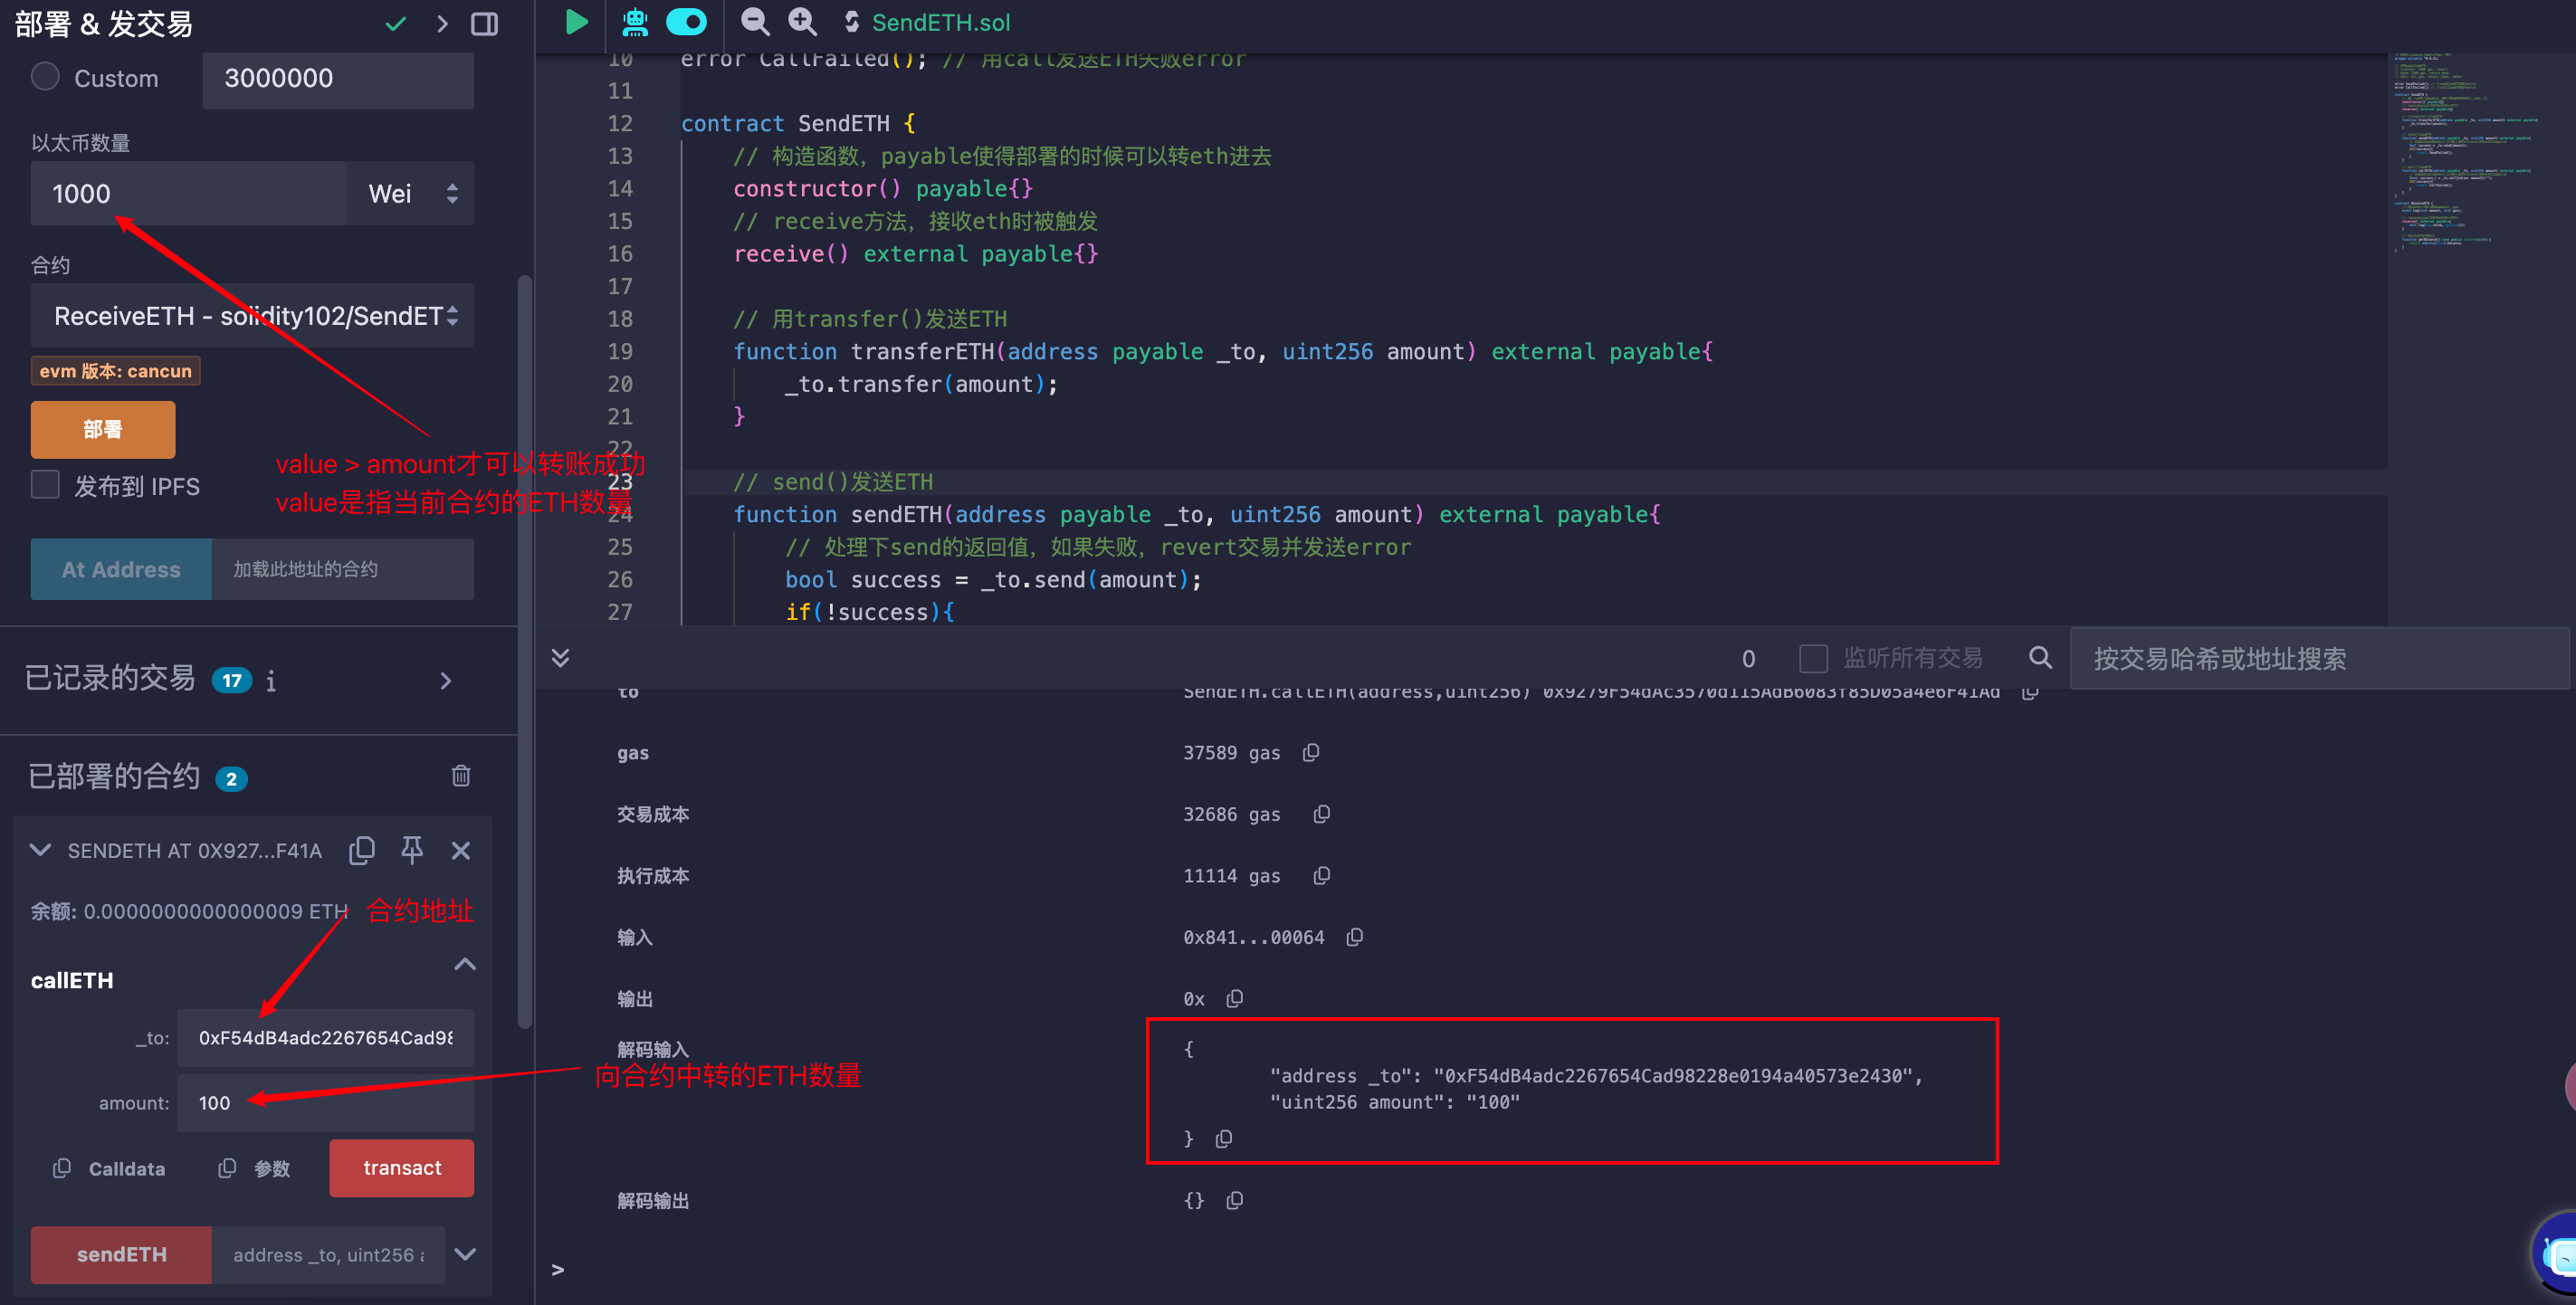 部署 & 发交易
Custom
3000000
以太币数量
1000
Wei
合约
ReceiveETH - solidity102/SendET
evm 版本: cancun
部署
value > amount才可以转账成功
value是指当前合约的ETH数量
发布到 IPFS
At Address
加载此地址的合约
已记录的交易 17
已部署的合约 2
SENDETH AT 0X927...F41A
余额: 0.0000000000000009 ETH
合约地址
callETH
_to:
0xF54dB4adc2267654Cad98
amount:
100
向合约中转的ETH数量
Calldata
参数
transact
sendETH
address _to, uint256 a
SendETH.sol
10 error CallFailed(); // 用call发送ETH失败error
11
12 contract SendETH {
13 // 构造函数，payable使得部署的时候可以转eth进去
14 constructor() payable{}
15 // receive方法，接收eth时被触发
16 receive() external payable{}
17
18 // 用transfer()发送ETH
19 function transferETH(address payable _to, uint256 amount) external payable{
20 _to.transfer(amount);
21 }
22
23 // send()发送ETH
24 function sendETH(address payable _to, uint256 amount) external payable{
25 // 处理下send的返回值，如果失败，revert交易并发送error
26 bool success = _to.send(amount);
27 if(!success){
0
监听所有交易
按交易哈希或地址搜索
to SendETH.callETH(address,uint256) 0x9279F54dAc3570d115AdB6083f85D05a4e6F41Ad
gas 37589 gas
交易成本 32686 gas
执行成本 11114 gas
输入 0x841...00064
输出 0x
解码输入 {
"address _to": "0xF54dB4adc2267654Cad98228e0194a40573e2430",
"uint256 amount": "100"
}
解码输出 {}
>